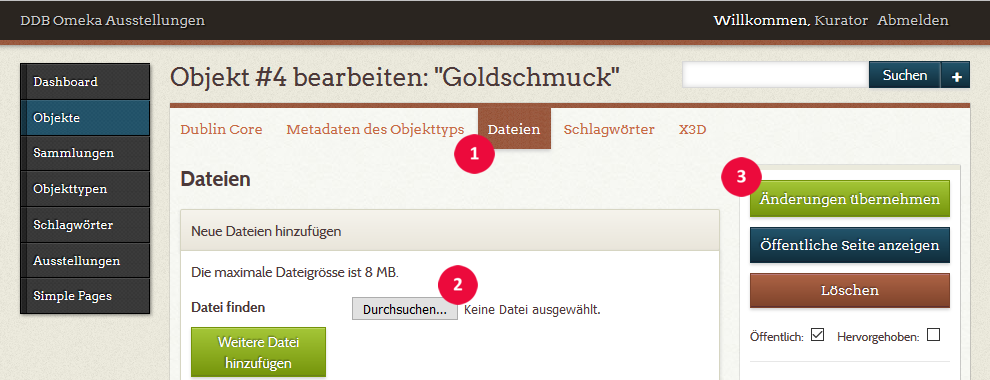 DDB Omeka Ausstellungen
Willkommen, Kurator Abmelden
Dashboard
Objekte
Sammlungen
Objekttypen
Schlagwörter
Ausstellungen
Simple Pages
Objekt #4 bearbeiten: "Goldschmuck"
Suchen +
Dublin Core Metadaten des Objekttyps Dateien Schlagwörter X3D
1
Dateien
Neue Dateien hinzufügen
Die maximale Dateigrösse ist 8 MB.
2
Datei finden Durchsuchen... Keine Datei ausgewählt.
Weitere Datei
hinzufügen
3
Änderungen übernehmen
Öffentliche Seite anzeigen
Löschen
Öffentlich: Hervorgehoben: